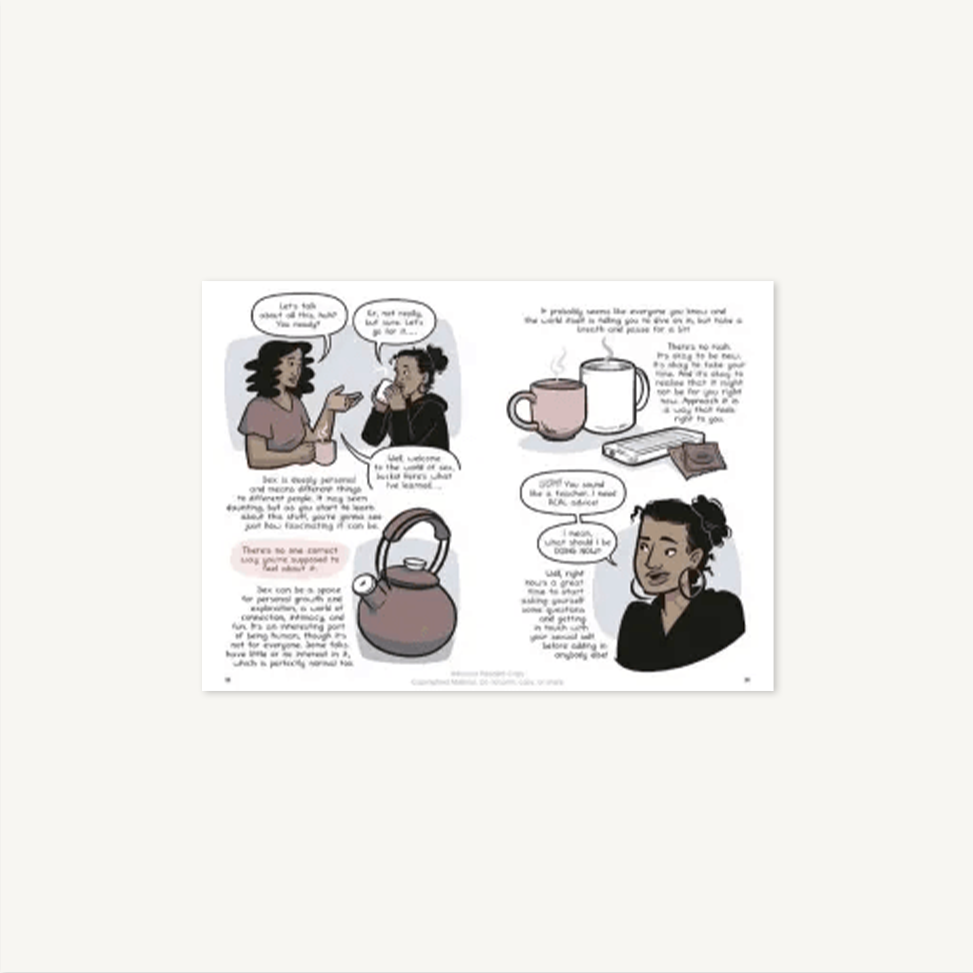 Let's talk
about all this, huh?
You ready?
Er, not really,
but sure. Let's
go for it....
Well, welcome
to the world of sex,
Here's what
I've learned....
Sex is deeply personal
and means different things
to different people. It may seem
daunting, but as you start to learn
about this stuff, you're gonna see
just how fascinating it can be.
There's no one correct
way you're supposed to
feel about it.
Sex can be a space
for personal growth and
exploration, a world of
connection, intimacy, and
fun. It's an interesting part
of being human, though it's
not for everyone. Some folks
have little or no interest in it,
which is perfectly normal too.
It probably seems like everyone you know and
the world itself is telling you to dive on in, but take a
breath and pause for a bit.
There's no rush.
It's okay to be new.
It's okay to take your
time. And it's okay to
realize that it might
not be for you right
now. Approach it in
a way that feels
right to you.
UGH! You sound
like a teacher. I need
REAL advice!
I mean,
what should I be
DOING NOW?
Well, right
now's a great
time to start
asking yourself
some questions
and getting
in touch with
your sexual self
before adding in
anybody else!
Copyrighted Material. Do not print, copy, or share.